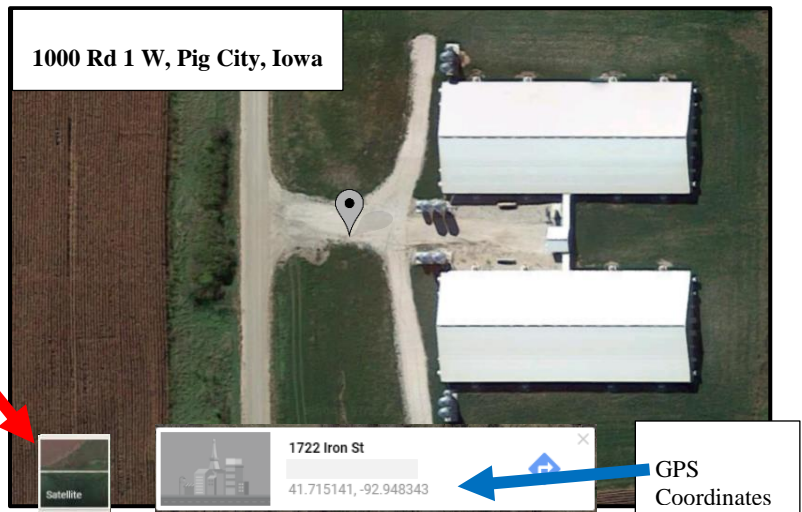 1000 Rd 1 W, Pig City, Iowa
1722 Iron St
41.715141, -92.948343
Satellite
GPS
Coordinates